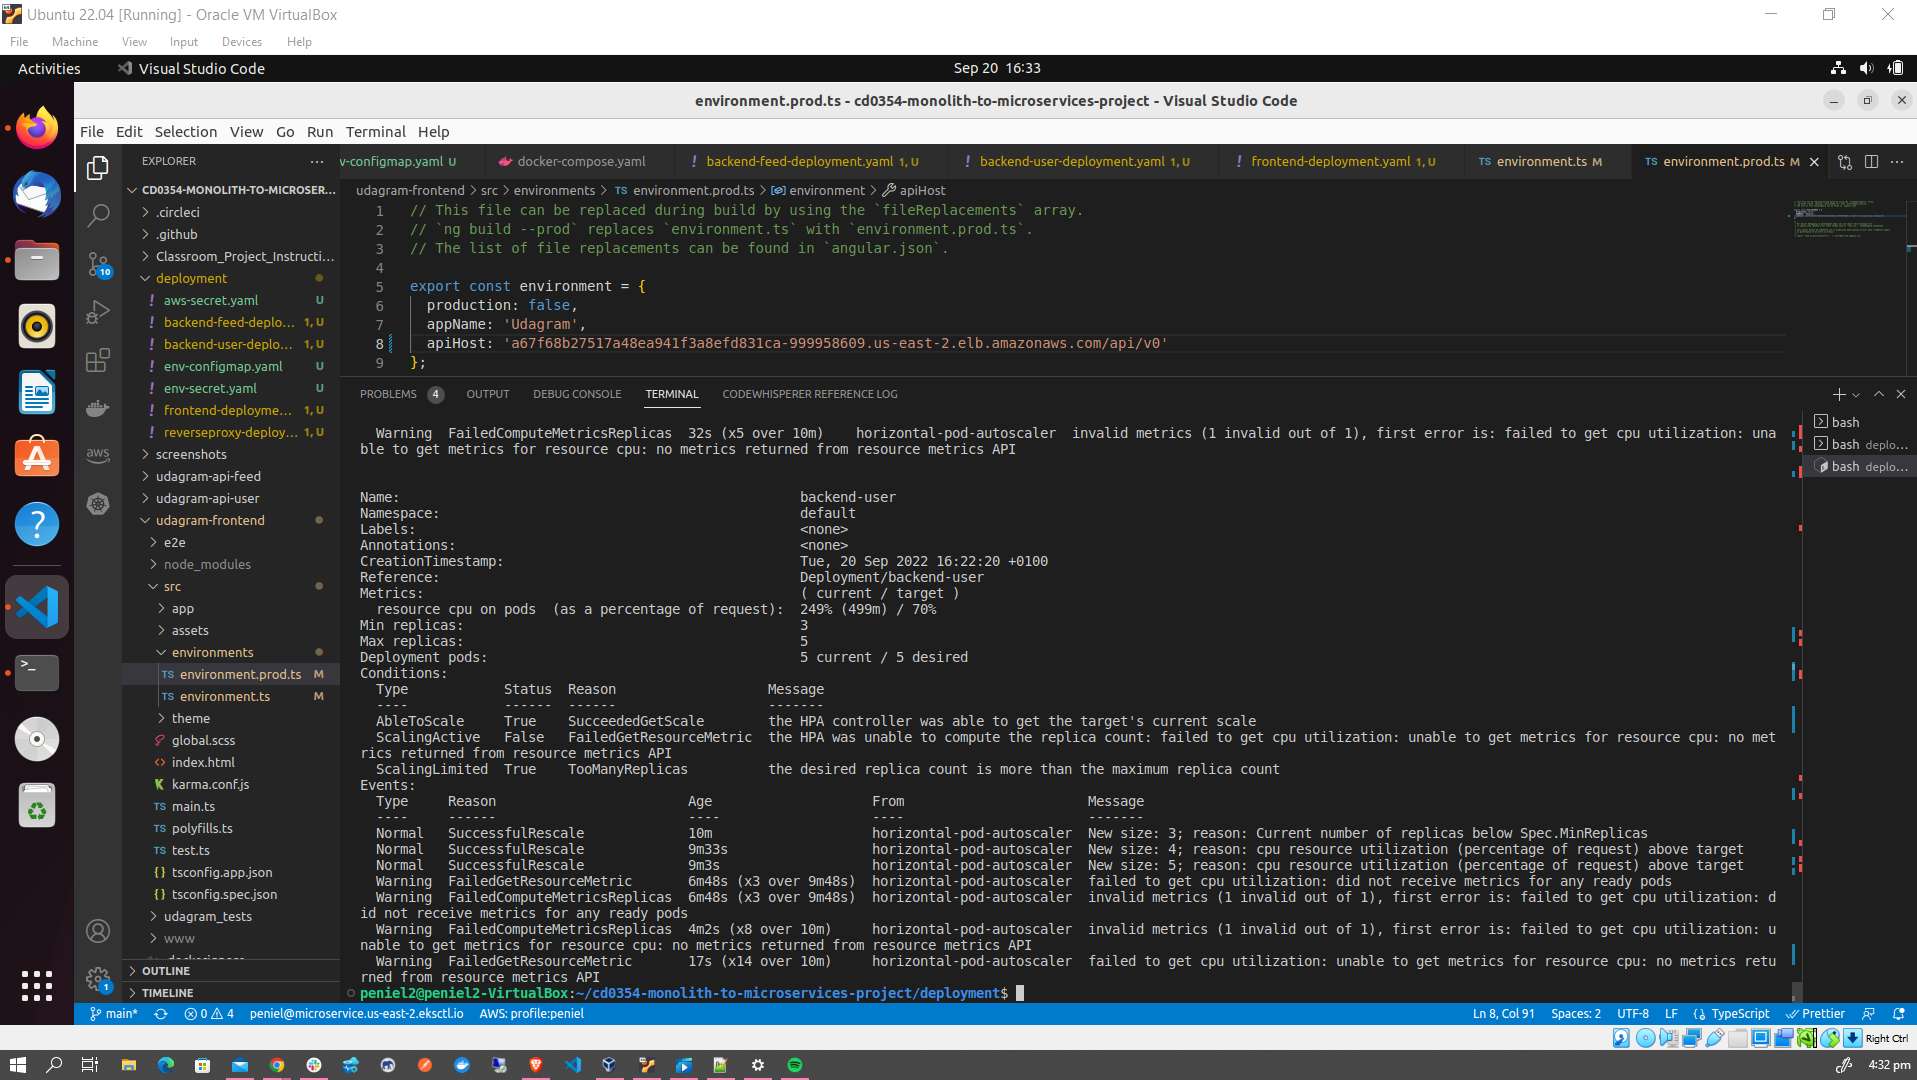 Ubuntu 22.04 [Running] - Oracle VM VirtualBox
File Machine View Input Devices Help
Activities Visual Studio Code Sep 20 16:33
environment.prod.ts - cd0354-monolith-to-microservices-project - Visual Studio Code
File Edit Selection View Go Run Terminal Help
EXPLORER
CD0354-MONOLITH-TO-MICROSER...
.circleci
.github
Classroom_Project_Instructi...
deployment
aws-secret.yaml U
backend-feed-deplo... 1, U
backend-user-deplo... 1, U
env-configmap.yaml U
env-secret.yaml U
frontend-deployme... 1, U
reverseproxy-deploy... 1, U
screenshots
udagram-api-feed
udagram-api-user
udagram-frontend
e2e
node_modules
src
app
assets
environments
TS environment.prod.ts M
TS environment.ts M
theme
global.scss
index.html
karma.conf.js
TS main.ts
TS polyfills.ts
TS test.ts
{} tsconfig.app.json
{} tsconfig.spec.json
udagram_tests
www
OUTLINE
TIMELINE
10
aws
1
v-configmap.yaml U docker-compose.yaml ! backend-feed-deployment.yaml 1, U ! backend-user-deployment.yaml 1, U ! frontend-deployment.yaml 1, U TS environment.ts M TS environment.prod.ts M
udagram-frontend > src > environments > TS environment.prod.ts > environment > apiHost
1 // This file can be replaced during build by using the `fileReplacements` array.
2 // `ng build --prod` replaces `environment.ts` with `environment.prod.ts`.
3 // The list of file replacements can be found in `angular.json`.
4
5 export const environment = {
6 production: false,
7 appName: 'Udagram',
8 apiHost: 'a67f68b27517a48ea941f3a8efd831ca-999958609.us-east-2.elb.amazonaws.com/api/v0'
9 };
PROBLEMS 4 OUTPUT DEBUG CONSOLE TERMINAL CODEWHISPERER REFERENCE LOG
bash
bash deplo...
bash deplo...
Warning FailedComputeMetricsReplicas 32s (x5 over 10m) horizontal-pod-autoscaler invalid metrics (1 invalid out of 1), first error is: failed to get cpu utilization: una
ble to get metrics for resource cpu: no metrics returned from resource metrics API
Name: backend-user
Namespace: default
Labels: <none>
Annotations: <none>
CreationTimestamp: Tue, 20 Sep 2022 16:22:20 +0100
Reference: Deployment/backend-user
Metrics: ( current / target )
resource cpu on pods (as a percentage of request): 249% (499m) / 70%
Min replicas: 3
Max replicas: 5
Deployment pods: 5 current / 5 desired
Conditions:
Type Status Reason Message
---- ------ ------ -------
AbleToScale True SucceededGetScale the HPA controller was able to get the target's current scale
ScalingActive False FailedGetResourceMetric the HPA was unable to compute the replica count: failed to get cpu utilization: unable to get metrics for resource cpu: no met
rics returned from resource metrics API
ScalingLimited True TooManyReplicas the desired replica count is more than the maximum replica count
Events:
Type Reason Age From Message
---- ------ ---- ---- -------
Normal SuccessfulRescale 10m horizontal-pod-autoscaler New size: 3; reason: Current number of replicas below Spec.MinReplicas
Normal SuccessfulRescale 9m33s horizontal-pod-autoscaler New size: 4; reason: cpu resource utilization (percentage of request) above target
Normal SuccessfulRescale 9m3s horizontal-pod-autoscaler New size: 5; reason: cpu resource utilization (percentage of request) above target
Warning FailedGetResourceMetric 6m48s (x3 over 9m48s) horizontal-pod-autoscaler failed to get cpu utilization: did not receive metrics for any ready pods
Warning FailedComputeMetricsReplicas 6m48s (x3 over 9m48s) horizontal-pod-autoscaler invalid metrics (1 invalid out of 1), first error is: failed to get cpu utilization: d
id not receive metrics for any ready pods
Warning FailedComputeMetricsReplicas 4m2s (x8 over 10m) horizontal-pod-autoscaler invalid metrics (1 invalid out of 1), first error is: failed to get cpu utilization: u
nable to get metrics for resource cpu: no metrics returned from resource metrics API
Warning FailedGetResourceMetric 17s (x14 over 10m) horizontal-pod-autoscaler failed to get cpu utilization: unable to get metrics for resource cpu: no metrics retu
rned from resource metrics API
peniel2@peniel2-VirtualBox:~/cd0354-monolith-to-microservices-project/deployment$
main* 0 4 peniel@microservice.us-east-2.eksctl.io AWS: profile:peniel Ln 8, Col 91 Spaces: 2 UTF-8 LF {} TypeScript Prettier
Right Ctrl
4:32 pm